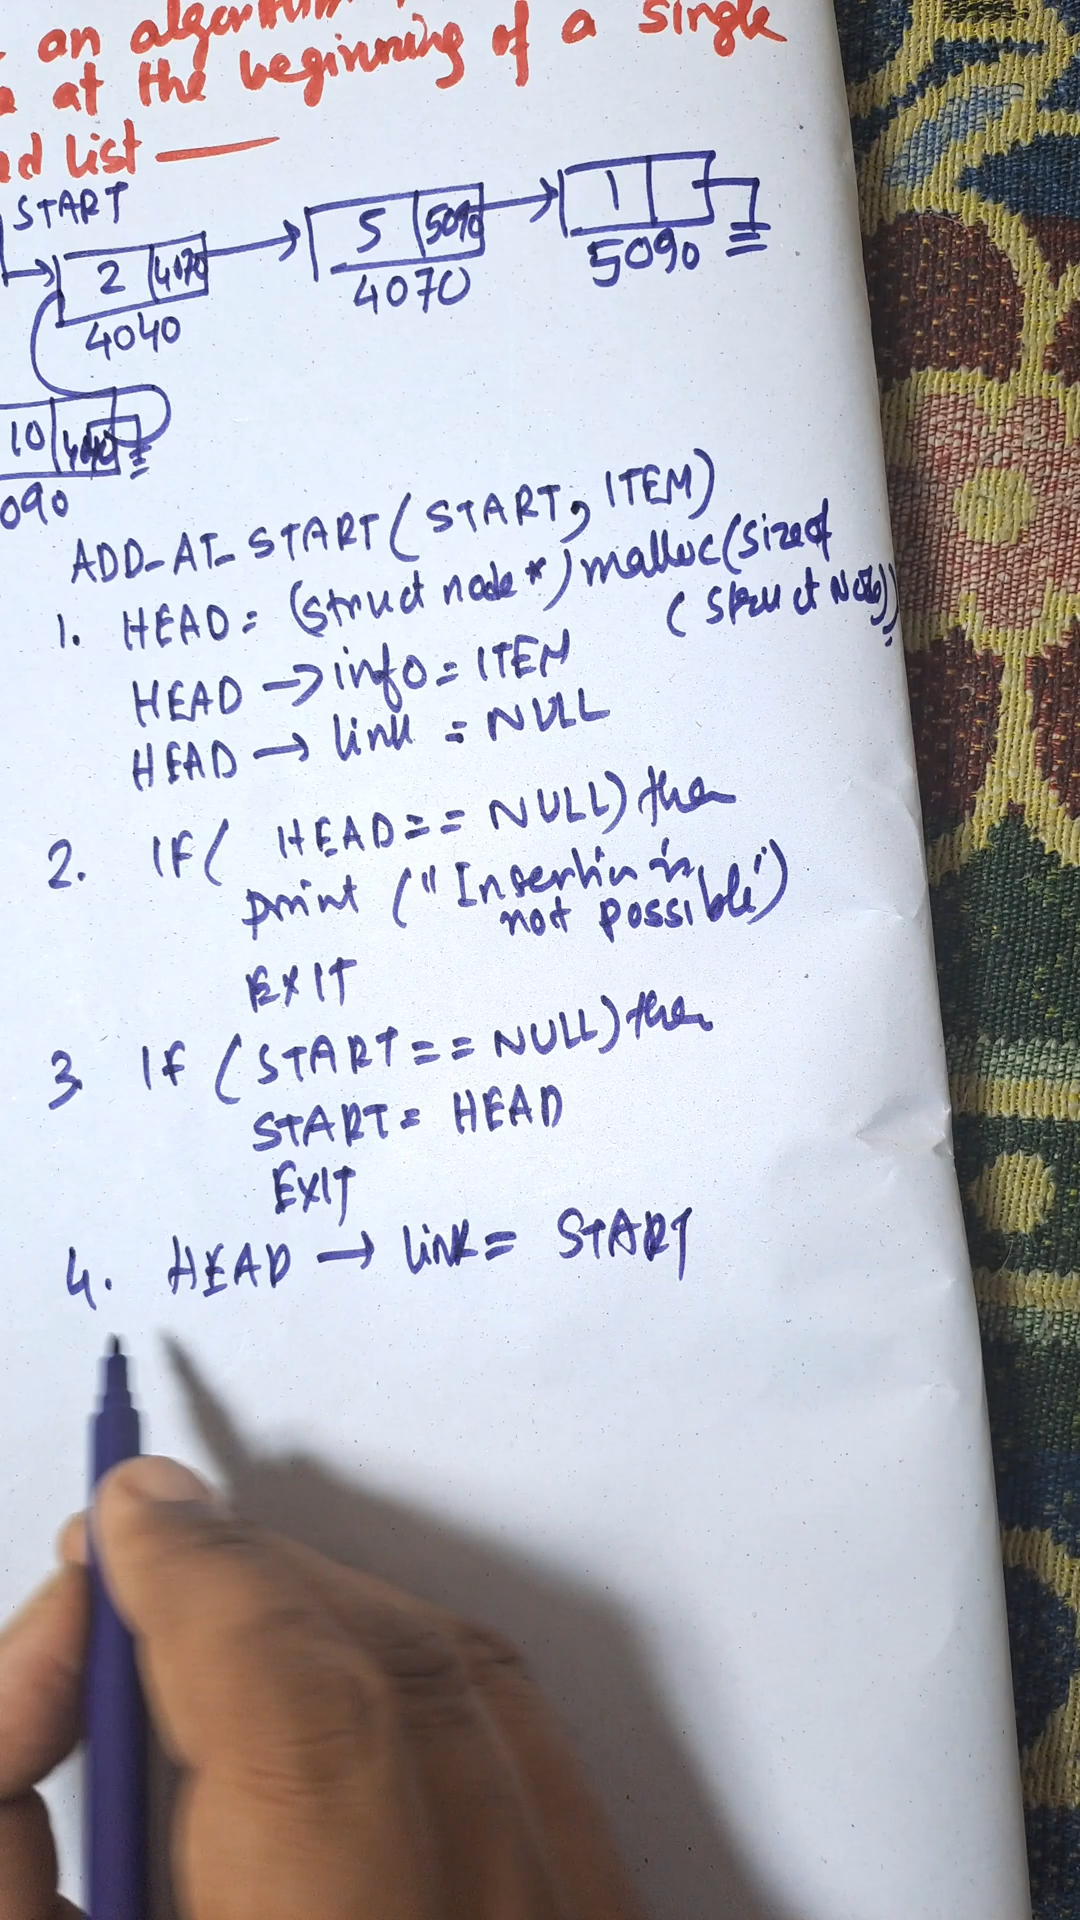 an algorithm
at the beginning of a single
list
START
2 4070
4040
5 5090
4070
1
5090
10 4040
090
ADD-AT-START (START, ITEM)
1. HEAD = (struct node *) malloc (sizeof
(struct Node))
HEAD → info = ITEM
HEAD → link = NULL
2. IF ( HEAD == NULL) then
print ("Insertion is
not possible")
EXIT
3 If (START == NULL) then
START = HEAD
EXIT
4. HEAD → link = START